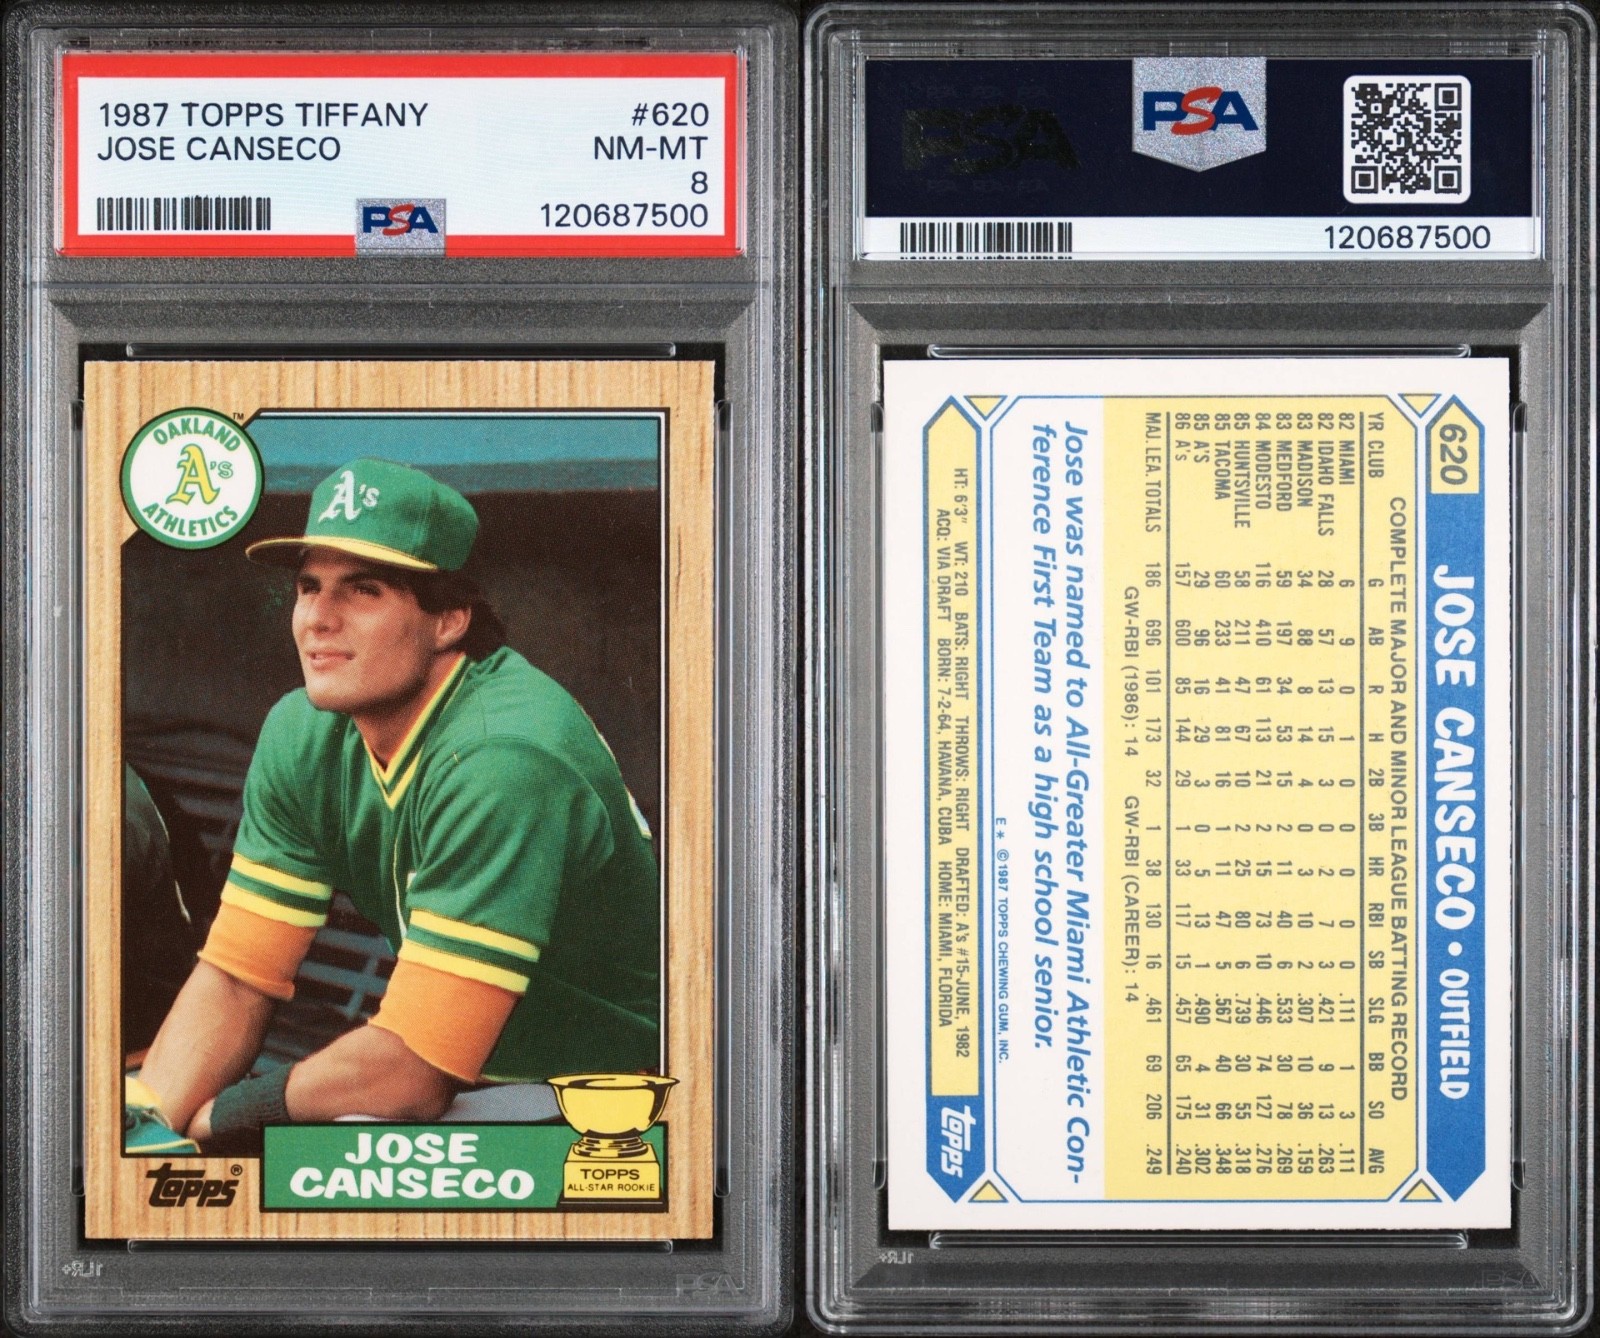 1987 TOPPS TIFFANY #620
JOSE CANSECO NM-MT
8
PSA 120687500
OAKLAND
A's
ATHLETICS
TM
A's
JOSE
CANSECO
TOPPS
ALL-STAR ROOKIE
topps®
PSA
PSA PSA
120687500
620 JOSE CANSECO • OUTFIELD
COMPLETE MAJOR AND MINOR LEAGUE BATTING RECORD
YR CLUB G AB R H 2B 3B HR RBI SB SLG BB SO AVG
82 MIAMI 6 9 0 1 0 0 0 0 0 .111 1 3 .111
82 IDAHO FALLS 28 57 13 15 3 0 2 7 3 .421 9 13 .263
83 MADISON 34 88 8 14 4 0 3 10 2 .307 10 36 .159
83 MEDFORD 59 197 34 53 15 2 11 40 6 .533 30 78 .269
84 MODESTO 116 410 61 113 21 2 15 73 10 .446 74 127 .276
85 HUNTSVILLE 58 211 47 67 10 2 25 80 6 .739 30 55 .318
85 TACOMA 60 233 41 81 16 1 11 47 5 .567 40 66 .348
85 A'S 29 96 16 29 3 0 5 13 1 .490 4 31 .302
86 A's 157 600 85 144 29 1 33 117 15 .457 65 175 .240
MAJ. LEA. TOTALS 186 696 101 173 32 1 38 130 16 .461 69 206 .249
GW-RBI (1986): 14 GW-RBI (CAREER): 14
Jose was named to All-Greater Miami Athletic Con-
ference First Team as a high school senior.
E * ©1987 TOPPS CHEWING GUM, INC.
HT: 6'3" WT: 210 BATS: RIGHT THROWS: RIGHT DRAFTED: A's #15-JUNE, 1982
ACQ: VIA DRAFT BORN: 7-2-64, HAVANA, CUBA HOME: MIAMI, FLORIDA
topps
PSA